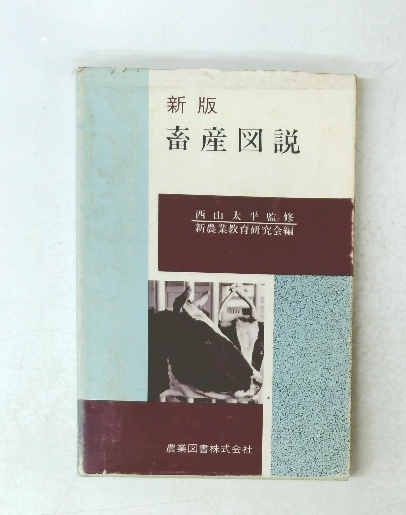 新版
畜産図説
西山太平監修
新農業教育研究会編
農業図書株式会社